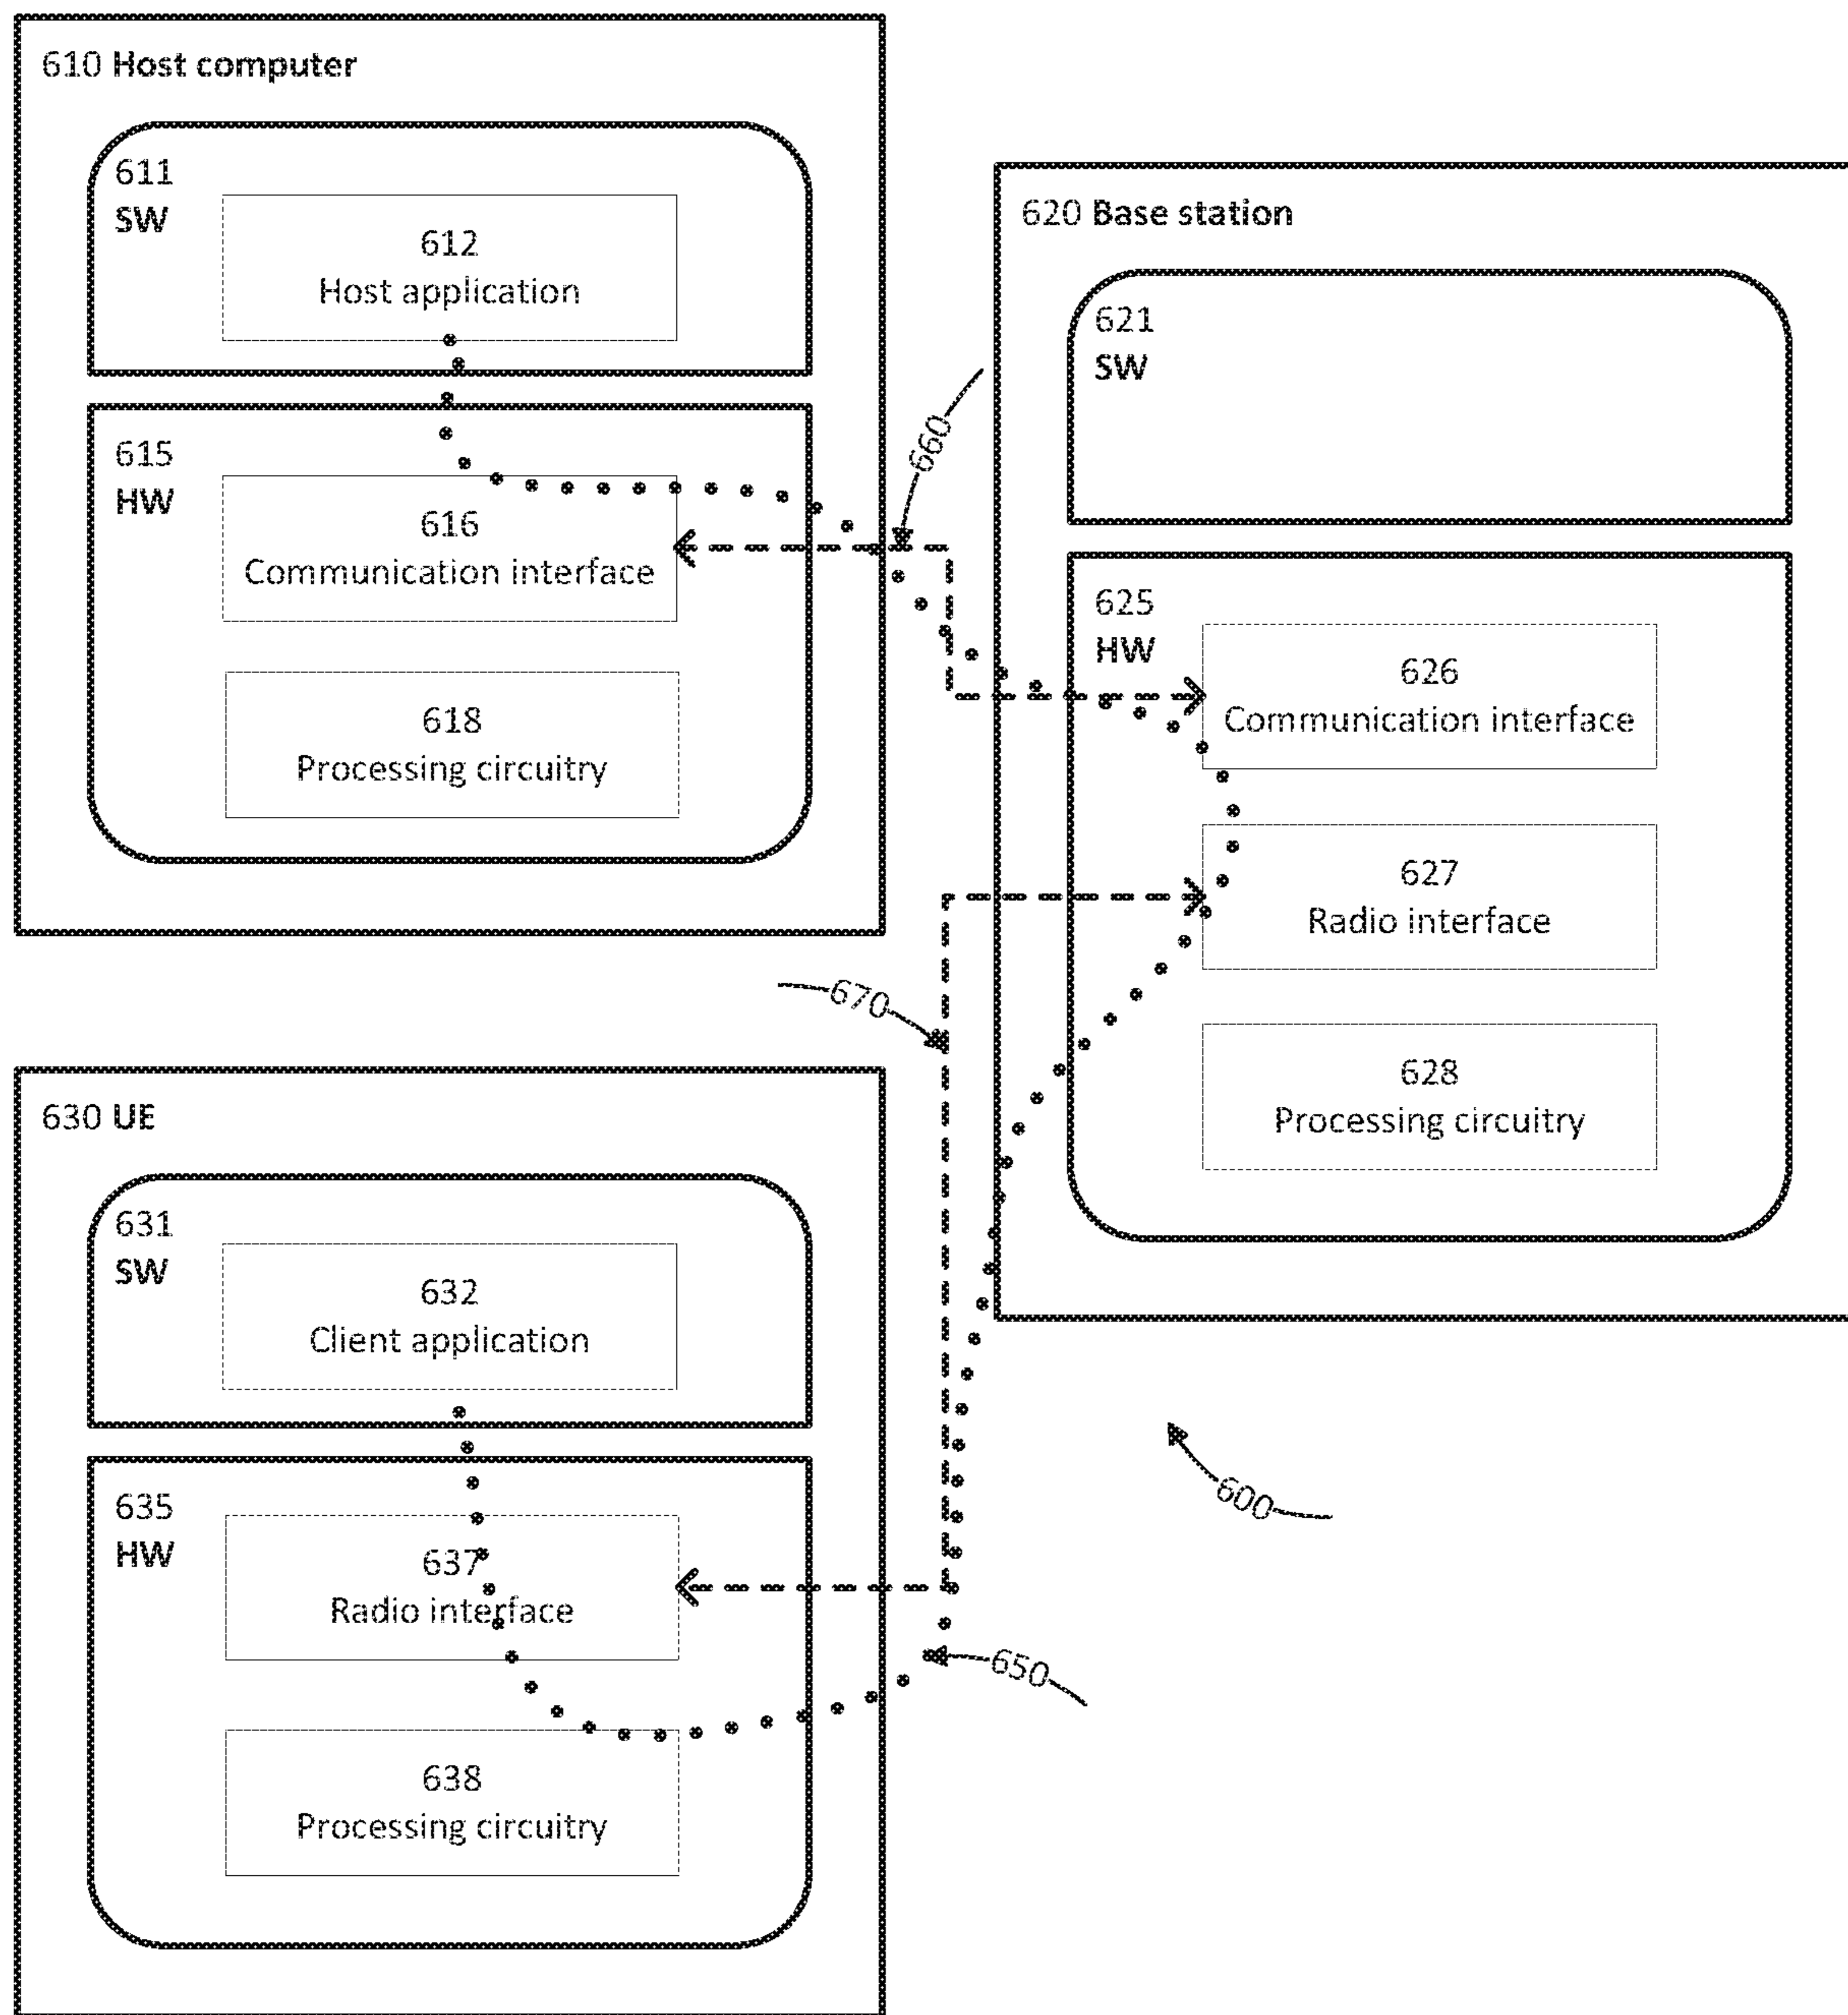 610 Host computer
611
SW
612
Host application
615
HW
616
Communication interface
618
Processing circuitry
660
620 Base station
621
SW
625
HW
626
Communication interface
627
Radio interface
628
Processing circuitry
670
630 UE
631
SW
632
Client application
635
HW
637
Radio interface
638
Processing circuitry
600
650